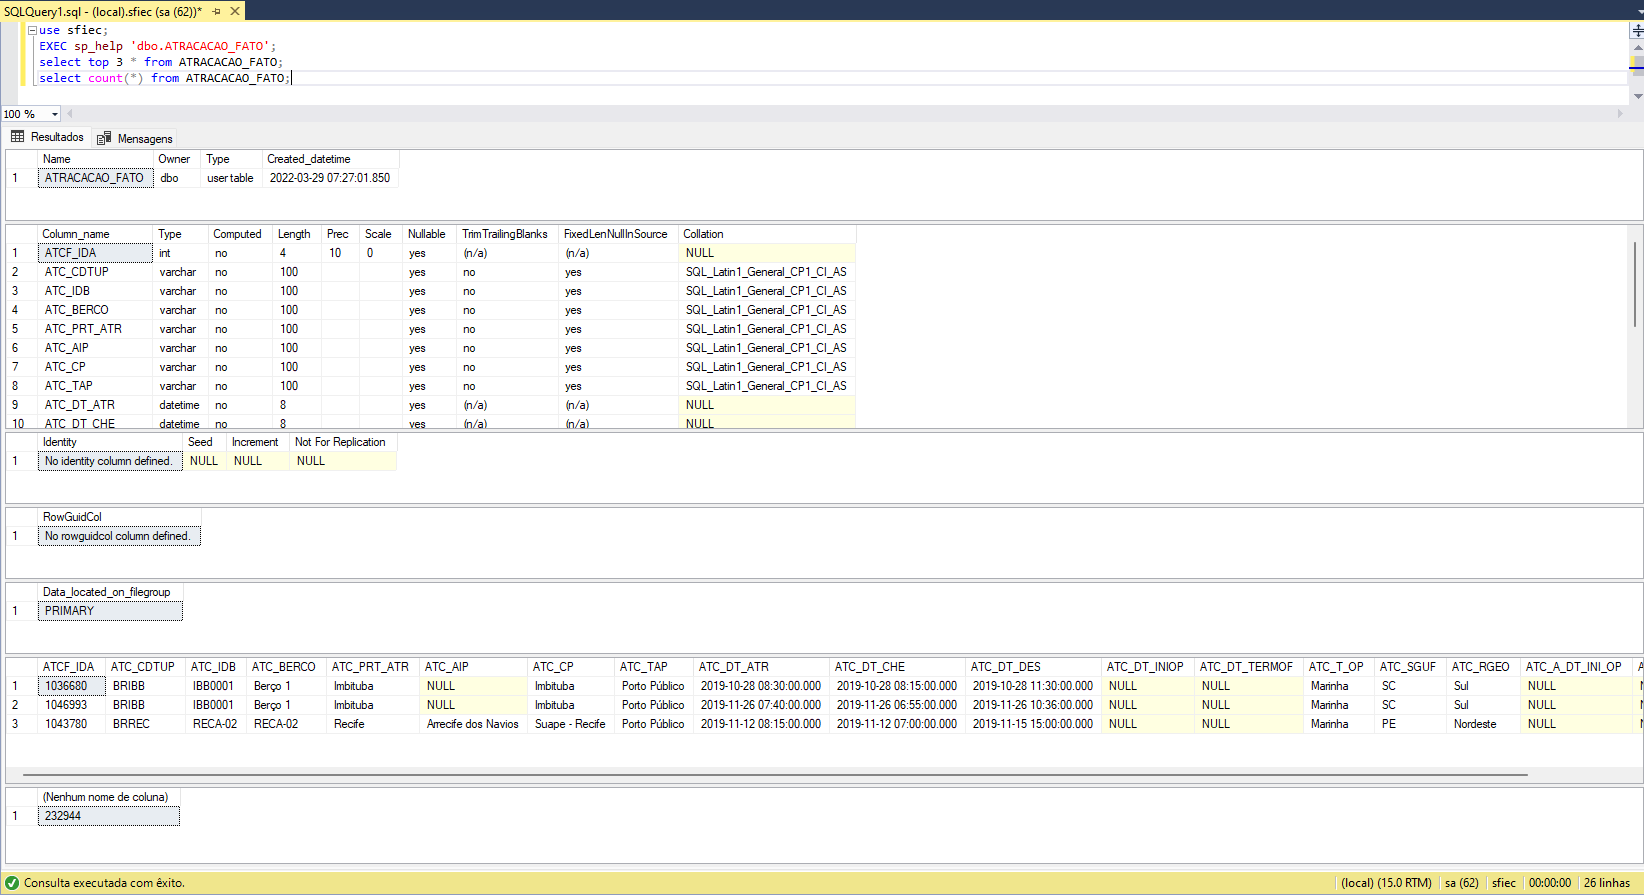 SQLQuery1.sql - (local).sfiec (sa (62))*
use sfiec;
EXEC sp_help 'dbo.ATRACACAO_FATO';
select top 3 * from ATRACACAO_FATO;
select count(*) from ATRACACAO_FATO;
100 %
Resultados Mensagens
Name Owner Type Created_datetime
1 ATRACACAO_FATO dbo user table 2022-03-29 07:27:01.850
Column_name Type Computed Length Prec Scale Nullable TrimTrailingBlanks FixedLenNullInSource Collation
1 ATCF_IDA int no 4 10 0 yes (n/a) (n/a) NULL
2 ATC_CDTUP varchar no 100 yes no yes SQL_Latin1_General_CP1_CI_AS
3 ATC_IDB varchar no 100 yes no yes SQL_Latin1_General_CP1_CI_AS
4 ATC_BERCO varchar no 100 yes no yes SQL_Latin1_General_CP1_CI_AS
5 ATC_PRT_ATR varchar no 100 yes no yes SQL_Latin1_General_CP1_CI_AS
6 ATC_AIP varchar no 100 yes no yes SQL_Latin1_General_CP1_CI_AS
7 ATC_CP varchar no 100 yes no yes SQL_Latin1_General_CP1_CI_AS
8 ATC_TAP varchar no 100 yes no yes SQL_Latin1_General_CP1_CI_AS
9 ATC_DT_ATR datetime no 8 yes (n/a) (n/a) NULL
10 ATC_DT_CHE datetime no 8 yes (n/a) (n/a) NULL
Identity Seed Increment Not For Replication
1 No identity column defined. NULL NULL NULL
RowGuidCol
1 No rowguidcol column defined.
Data_located_on_filegroup
1 PRIMARY
ATCF_IDA ATC_CDTUP ATC_IDB ATC_BERCO ATC_PRT_ATR ATC_AIP ATC_CP ATC_TAP ATC_DT_ATR ATC_DT_CHE ATC_DT_DES ATC_DT_INIOP ATC_DT_TERMOF ATC_T_OP ATC_SGUF ATC_RGEO ATC_A_DT_INI_OP
1 1036680 BRIBB IBB0001 Berço 1 Imbituba NULL Imbituba Porto Público 2019-10-28 08:30:00.000 2019-10-28 08:15:00.000 2019-10-28 11:30:00.000 NULL NULL Marinha SC Sul NULL
2 1046993 BRIBB IBB0001 Berço 1 Imbituba NULL Imbituba Porto Público 2019-11-26 07:40:00.000 2019-11-26 06:55:00.000 2019-11-26 10:36:00.000 NULL NULL Marinha SC Sul NULL
3 1043780 BRREC RECA-02 RECA-02 Recife Arrecife dos Navios Suape - Recife Porto Público 2019-11-12 08:15:00.000 2019-11-12 07:00:00.000 2019-11-15 15:00:00.000 NULL NULL Marinha PE Nordeste NULL
(Nenhum nome de coluna)
1 232944
Consulta executada com êxito. (local) (15.0 RTM) sa (62) sfiec 00:00:00 26 linhas